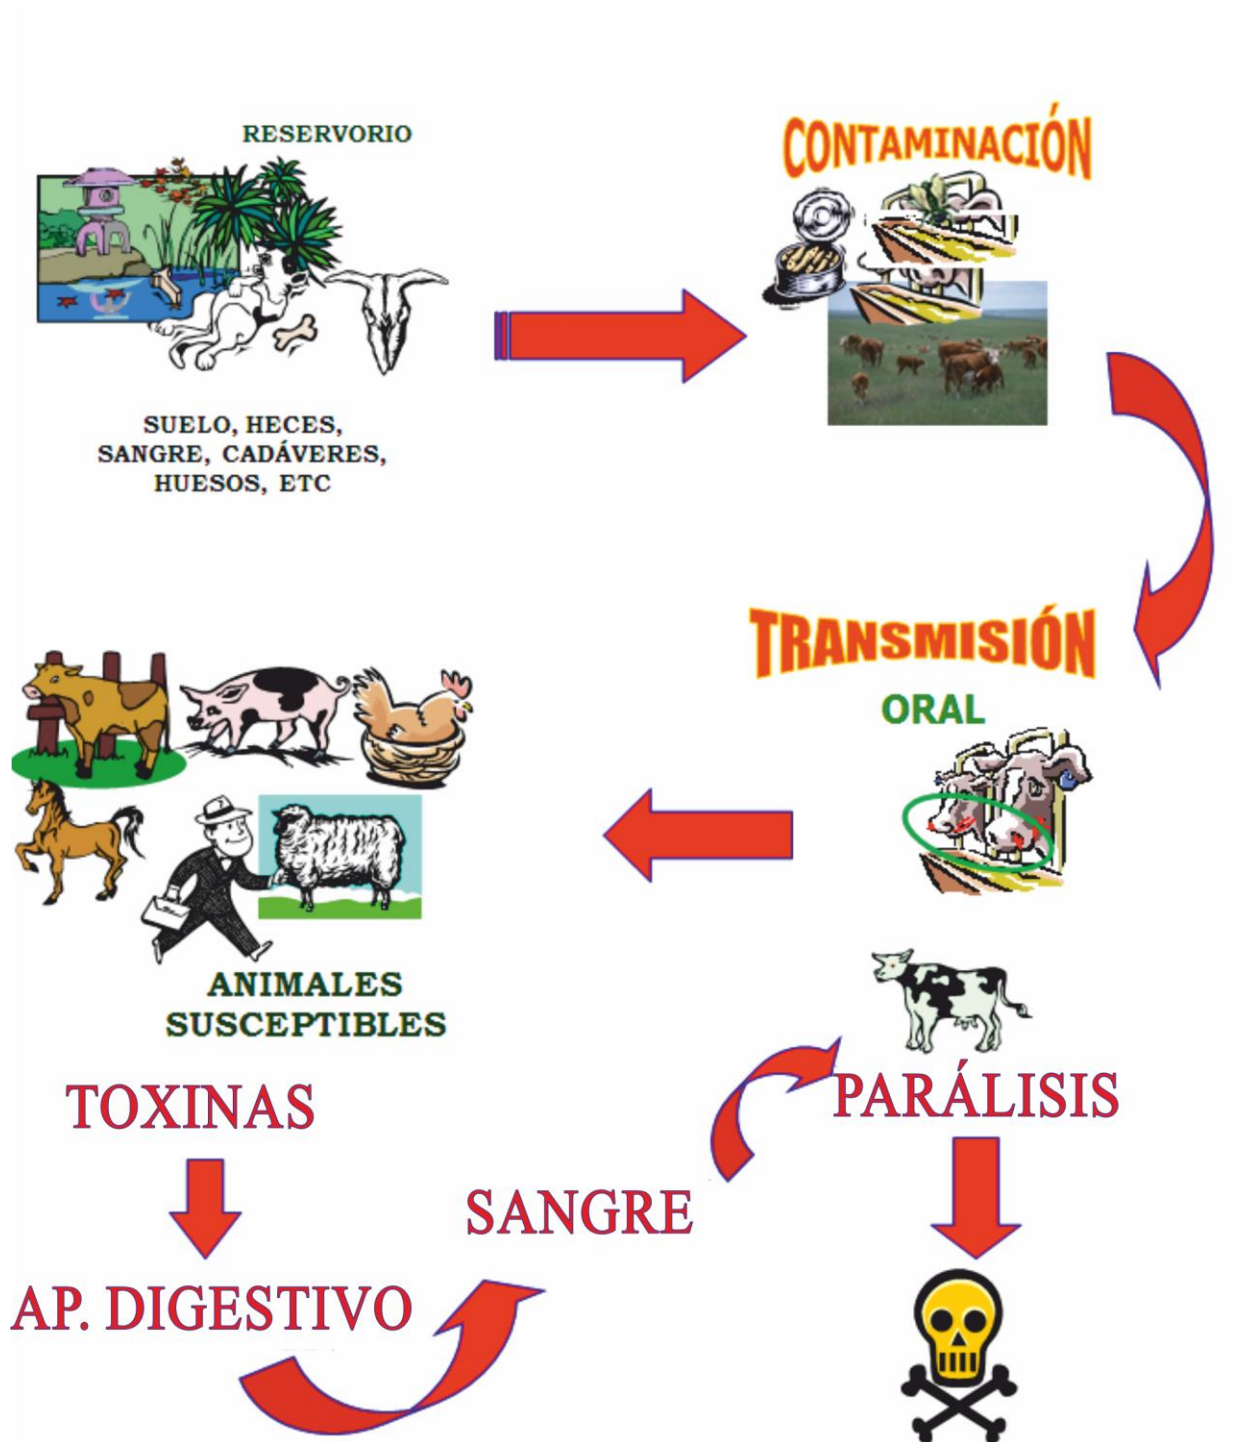 RESERVORIO
SUELO, HECES,
SANGRE, CADÁVERES,
HUESOS, ETC
CONTAMINACIÓN
TRANSMISIÓN
ORAL
ANIMALES
SUSCEPTIBLES
TOXINAS
AP. DIGESTIVO
SANGRE
PARÁLISIS